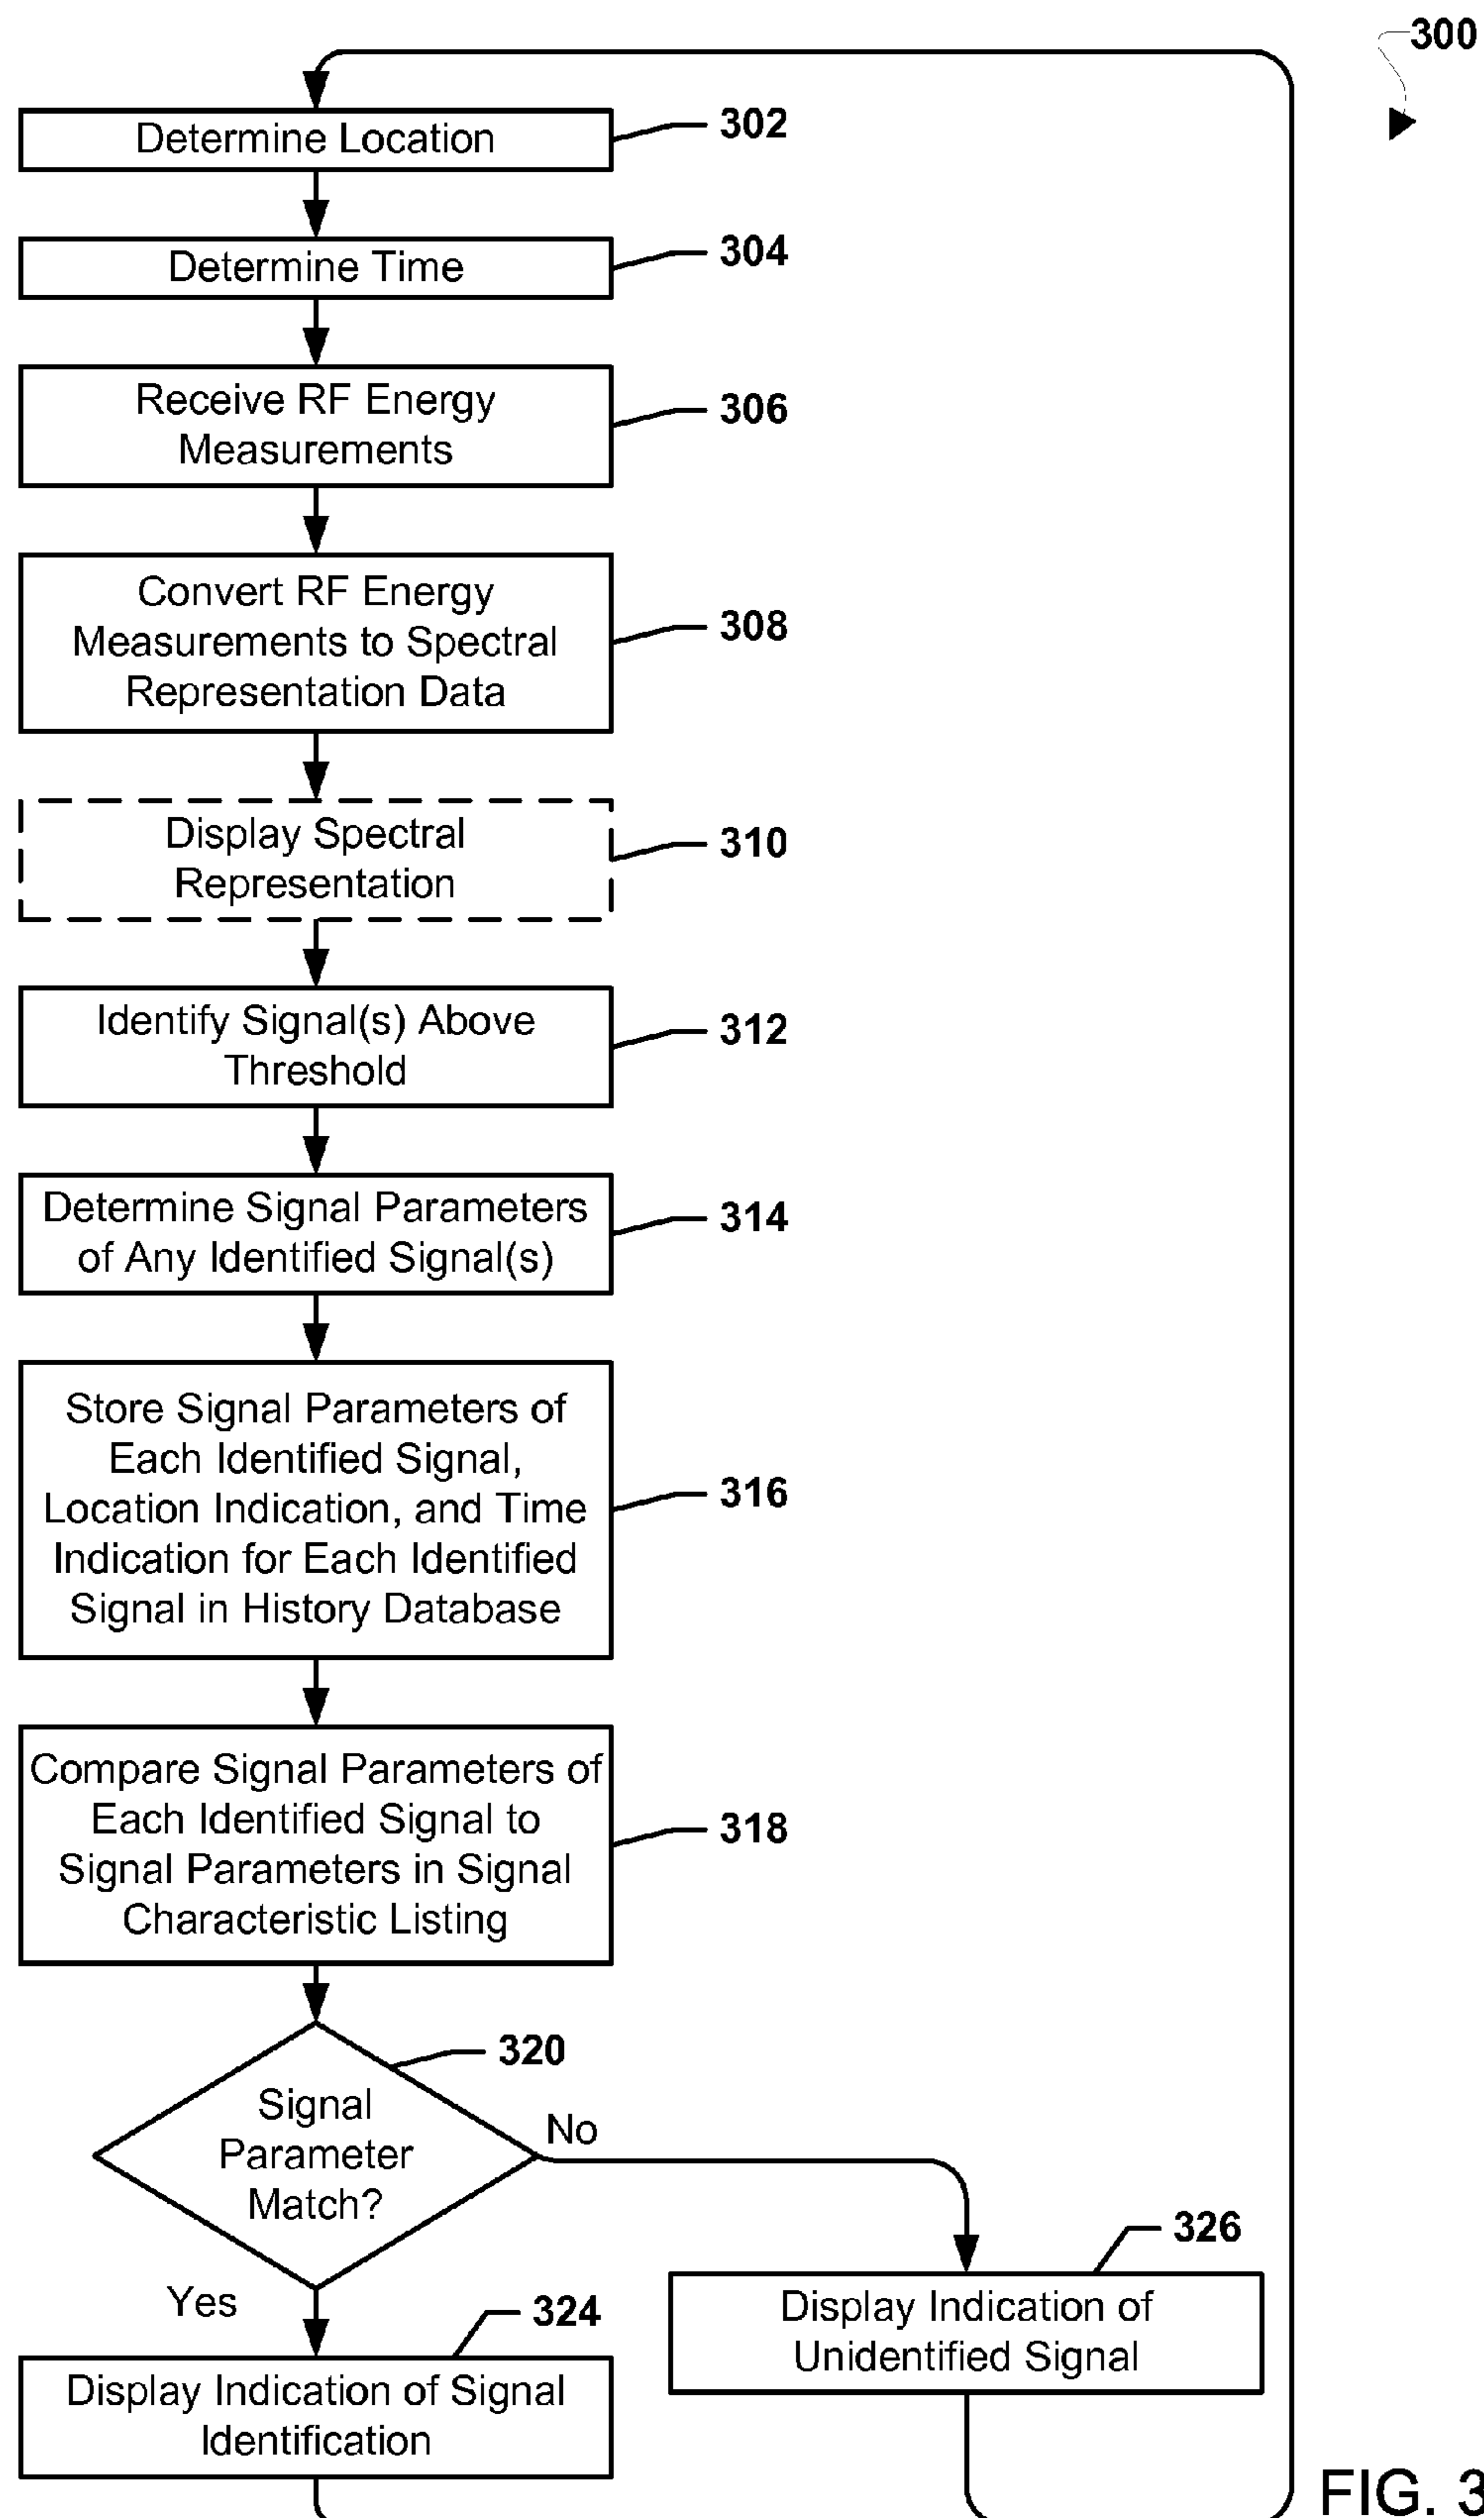 300
Determine Location
302
Determine Time
304
Receive RF Energy
Measurements
306
Convert RF Energy
Measurements to Spectral
Representation Data
308
Display Spectral
Representation
310
Identify Signal(s) Above
Threshold
312
Determine Signal Parameters
of Any Identified Signal(s)
314
Store Signal Parameters of
Each Identified Signal,
Location Indication, and Time
Indication for Each Identified
Signal in History Database
316
Compare Signal Parameters of
Each Identified Signal to
Signal Parameters in Signal
Characteristic Listing
318
320
Signal
Parameter
Match?
No
Yes
326
Display Indication of
Unidentified Signal
324
Display Indication of Signal
Identification
FIG. 3